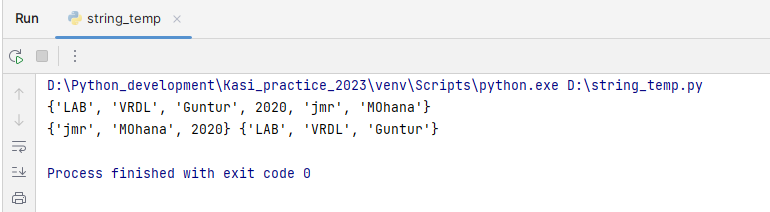 Run string_temp
D:\Python_development\Kasi_practice_2023\venv\Scripts\python.exe D:\string_temp.py
{'LAB', 'VRDL', 'Guntur', 2020, 'jmr', 'MOhana'}
{'jmr', 'MOhana', 2020} {'LAB', 'VRDL', 'Guntur'}
Process finished with exit code 0